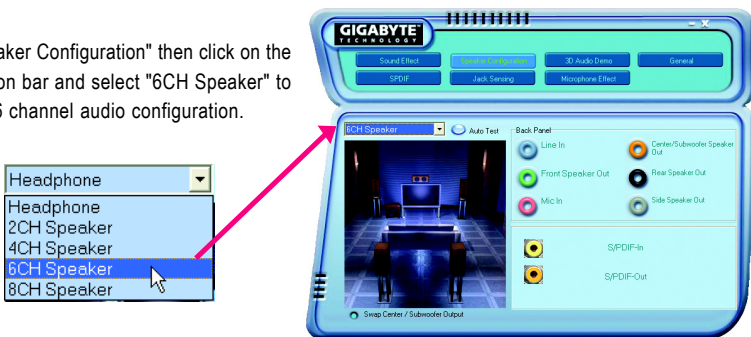 aker Configuration" then click on the
on bar and select "6CH Speaker" to
6 channel audio configuration.
Headphone
Headphone
2CH Speaker
4CH Speaker
6CH Speaker
8CH Speaker
GIGABYTE
TECHNOLOGY
Sound Effect
Speaker Configuration
3D Audio Demo
General
SPDIF
Jack Sensing
Microphone Effect
6CH Speaker
Auto Test
Back Panel
Line In
Center/Subwoofer Speaker
Out
Front Speaker Out
Rear Speaker Out
Mic In
Side Speaker Out
S/PDIF-In
S/PDIF-Out
Swap Center / Subwoofer Output